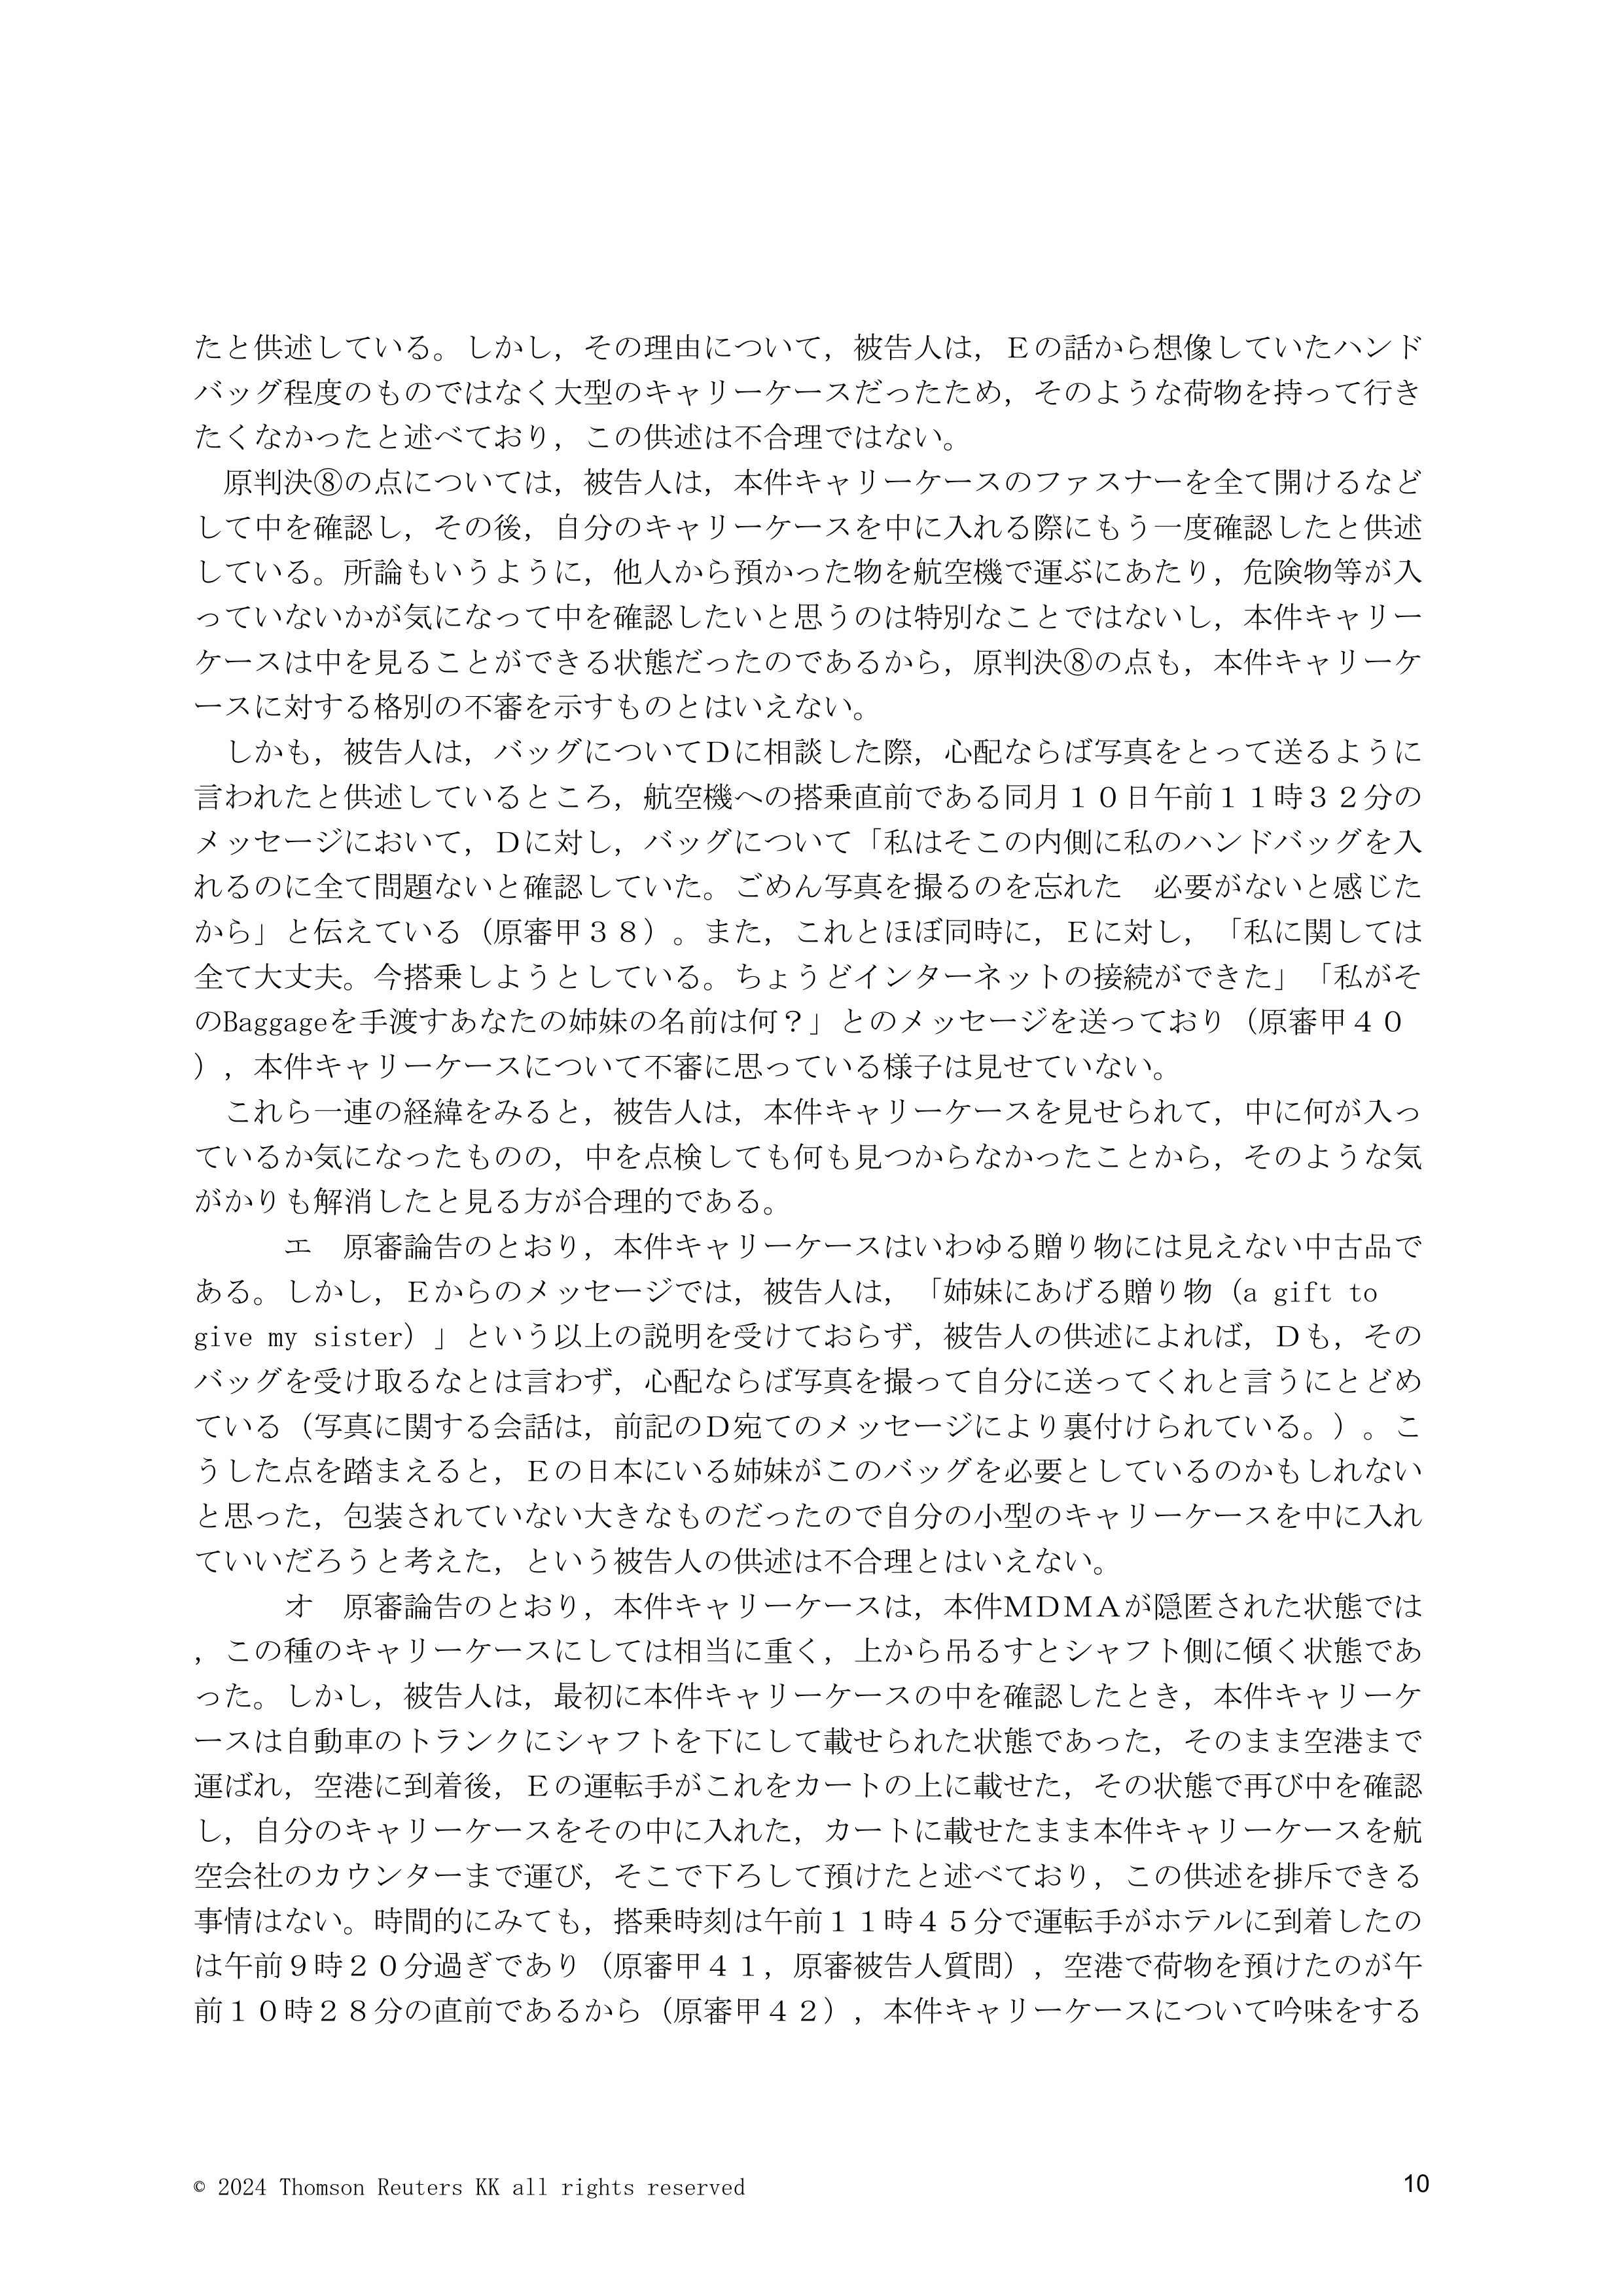 たと供述している。しかし，その理由について，被告人は，Ｅの話から想像していたハンド
バッグ程度のものではなく大型のキャリーケースだったため，そのような荷物を持って行き
たくなかったと述べており，この供述は不合理ではない。
　原判決⑧の点については，被告人は，本件キャリーケースのファスナーを全て開けるなど
して中を確認し，その後，自分のキャリーケースを中に入れる際にもう一度確認したと供述
している。所論もいうように，他人から預かった物を航空機で運ぶにあたり，危険物等が入
っていないかが気になって中を確認したいと思うのは特別なことではないし，本件キャリー
ケースは中を見ることができる状態だったのであるから，原判決⑧の点も，本件キャリーケ
ースに対する格別の不審を示すものとはいえない。
　しかも，被告人は，バッグについてＤに相談した際，心配ならば写真をとって送るように
言われたと供述しているところ，航空機への搭乗直前である同月１０日午前１１時３２分の
メッセージにおいて，Ｄに対し，バッグについて「私はそこの内側に私のハンドバッグを入
れるのに全て問題ないと確認していた。ごめん写真を撮るのを忘れた　必要がないと感じた
から」と伝えている（原審甲３８）。また，これとほぼ同時に，Ｅに対し，「私に関しては
全て大丈夫。今搭乗しようとしている。ちょうどインターネットの接続ができた」「私がそ
のBaggageを手渡すあなたの姉妹の名前は何？」とのメッセージを送っており（原審甲４０
），本件キャリーケースについて不審に思っている様子は見せていない。
　これら一連の経緯をみると，被告人は，本件キャリーケースを見せられて，中に何が入っ
ているか気になったものの，中を点検しても何も見つからなかったことから，そのような気
がかりも解消したと見る方が合理的である。
　　　エ　原審論告のとおり，本件キャリーケースはいわゆる贈り物には見えない中古品で
ある。しかし，Ｅからのメッセージでは，被告人は，「姉妹にあげる贈り物（a gift to
give my sister）」という以上の説明を受けておらず，被告人の供述によれば，Ｄも，その
バッグを受け取るなとは言わず，心配ならば写真を撮って自分に送ってくれと言うにとどめ
ている（写真に関する会話は，前記のＤ宛てのメッセージにより裏付けられている。）。こ
うした点を踏まえると，Ｅの日本にいる姉妹がこのバッグを必要としているのかもしれない
と思った，包装されていない大きなものだったので自分の小型のキャリーケースを中に入れ
ていいだろうと考えた，という被告人の供述は不合理とはいえない。
　　　オ　原審論告のとおり，本件キャリーケースは，本件ＭＤＭＡが隠匿された状態では
，この種のキャリーケースにしては相当に重く，上から吊るすとシャフト側に傾く状態であ
った。しかし，被告人は，最初に本件キャリーケースの中を確認したとき，本件キャリーケ
ースは自動車のトランクにシャフトを下にして載せられた状態であった，そのまま空港まで
運ばれ，空港に到着後，Ｅの運転手がこれをカートの上に載せた，その状態で再び中を確認
し，自分のキャリーケースをその中に入れた，カートに載せたまま本件キャリーケースを航
空会社のカウンターまで運び，そこで下ろして預けたと述べており，この供述を排斥できる
事情はない。時間的にみても，搭乗時刻は午前１１時４５分で運転手がホテルに到着したの
は午前９時２０分過ぎであり（原審甲４１，原審被告人質問），空港で荷物を預けたのが午
前１０時２８分の直前であるから（原審甲４２），本件キャリーケースについて吟味をする
© 2024 Thomson Reuters KK all rights reserved
10